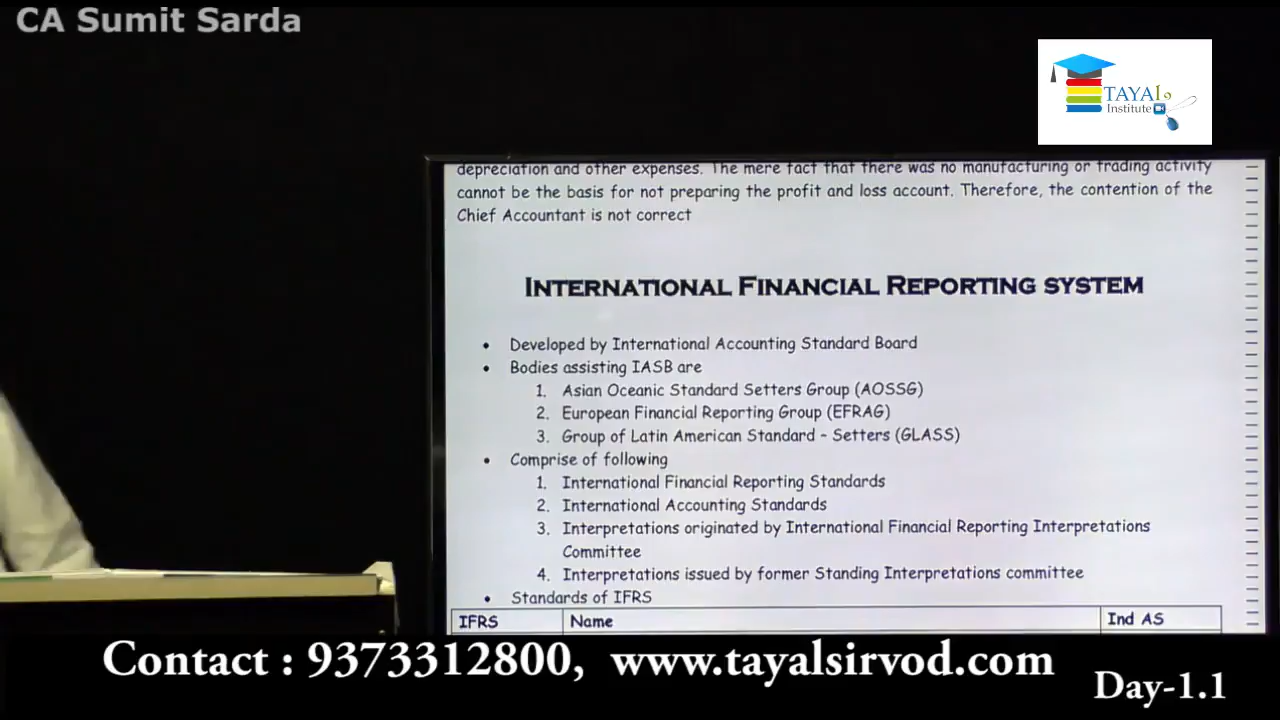 CA Sumit Sarda
TAYAls
Institute
depreciation and other expenses. The mere fact that there was no manufacturing or trading activity
cannot be the basis for not preparing the profit and loss account. Therefore, the contention of the
Chief Accountant is not correct
INTERNATIONAL FINANCIAL REPORTING SYSTEM
• Developed by International Accounting Standard Board
• Bodies assisting IASB are
1. Asian Oceanic Standard Setters Group (AOSSG)
2. European Financial Reporting Group (EFRAG)
3. Group of Latin American Standard - Setters (GLASS)
• Comprise of following
1. International Financial Reporting Standards
2. International Accounting Standards
3. Interpretations originated by International Financial Reporting Interpretations
Committee
4. Interpretations issued by former Standing Interpretations committee
• Standards of IFRS
IFRS Name Ind AS
Contact : 9373312800, www.tayalsirvod.com
Day-1.1